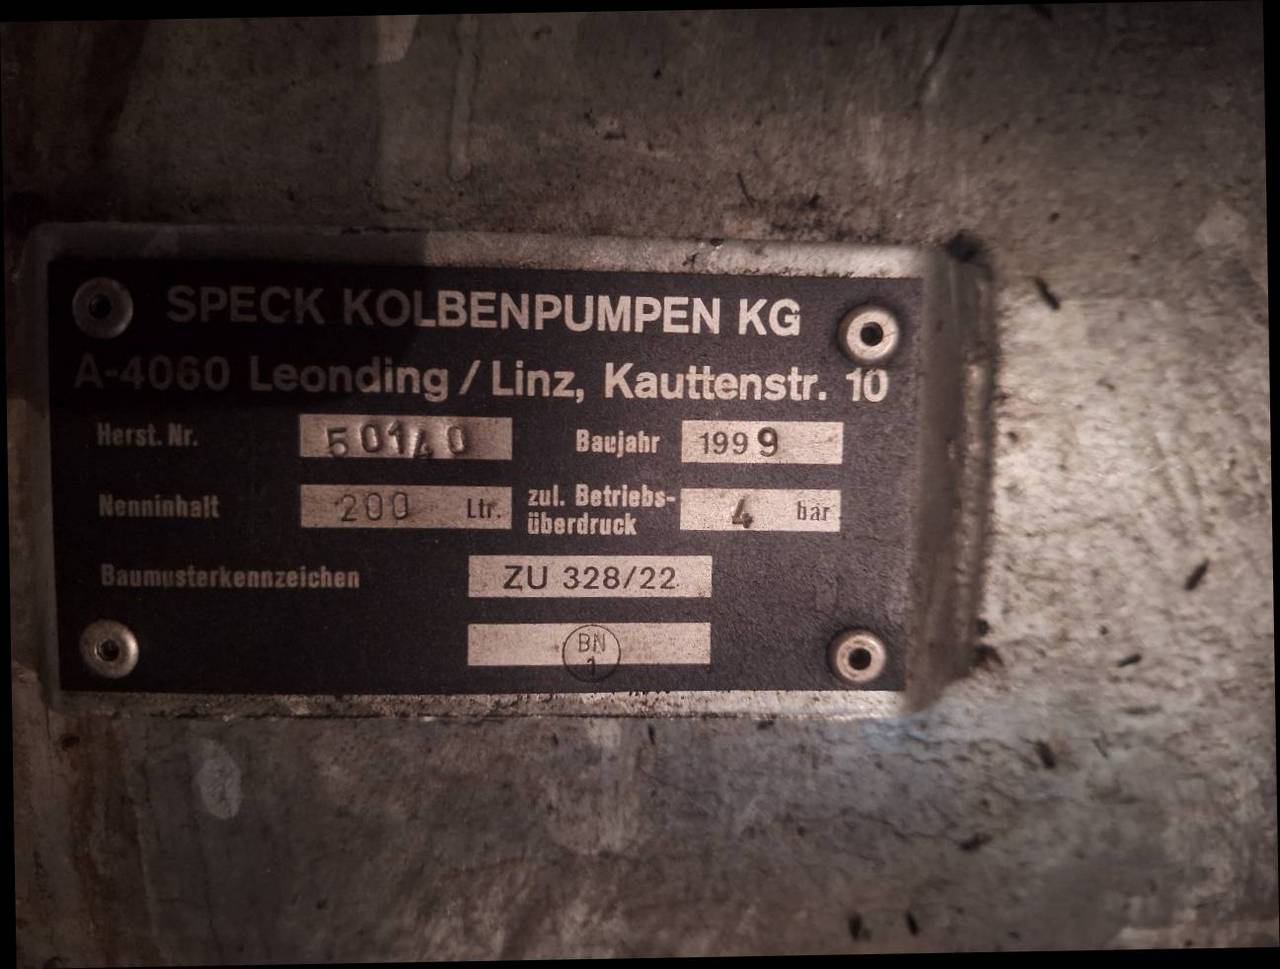 SPECK KOLBENPUMPEN KG
A-4060 Leonding / Linz, Kauttenstr. 10
Herst. Nr. 50140 Baujahr 1999
Nenninhalt 200 Ltr. zul. Betriebs-
überdruck 4 bar
Baumusterkennzeichen ZU 328/22
BN
1